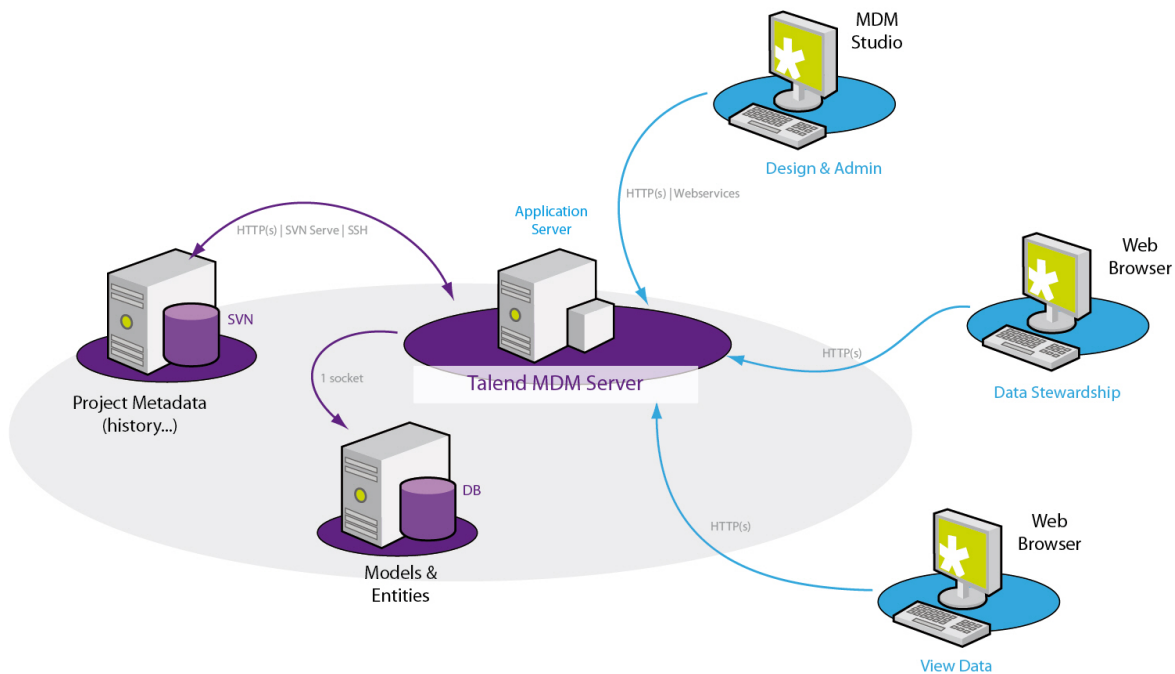 MDM
Studio
Design & Admin
HTTP(s) | Webservices
Application
Server
HTTP(s) | SVN Serve | SSH
Web
Browser
SVN
HTTP(s)
1 socket
Talend MDM Server
Data Stewardship
Project Metadata
(history...)
DB
HTTP(s)
Web
Browser
Models &
Entities
View Data